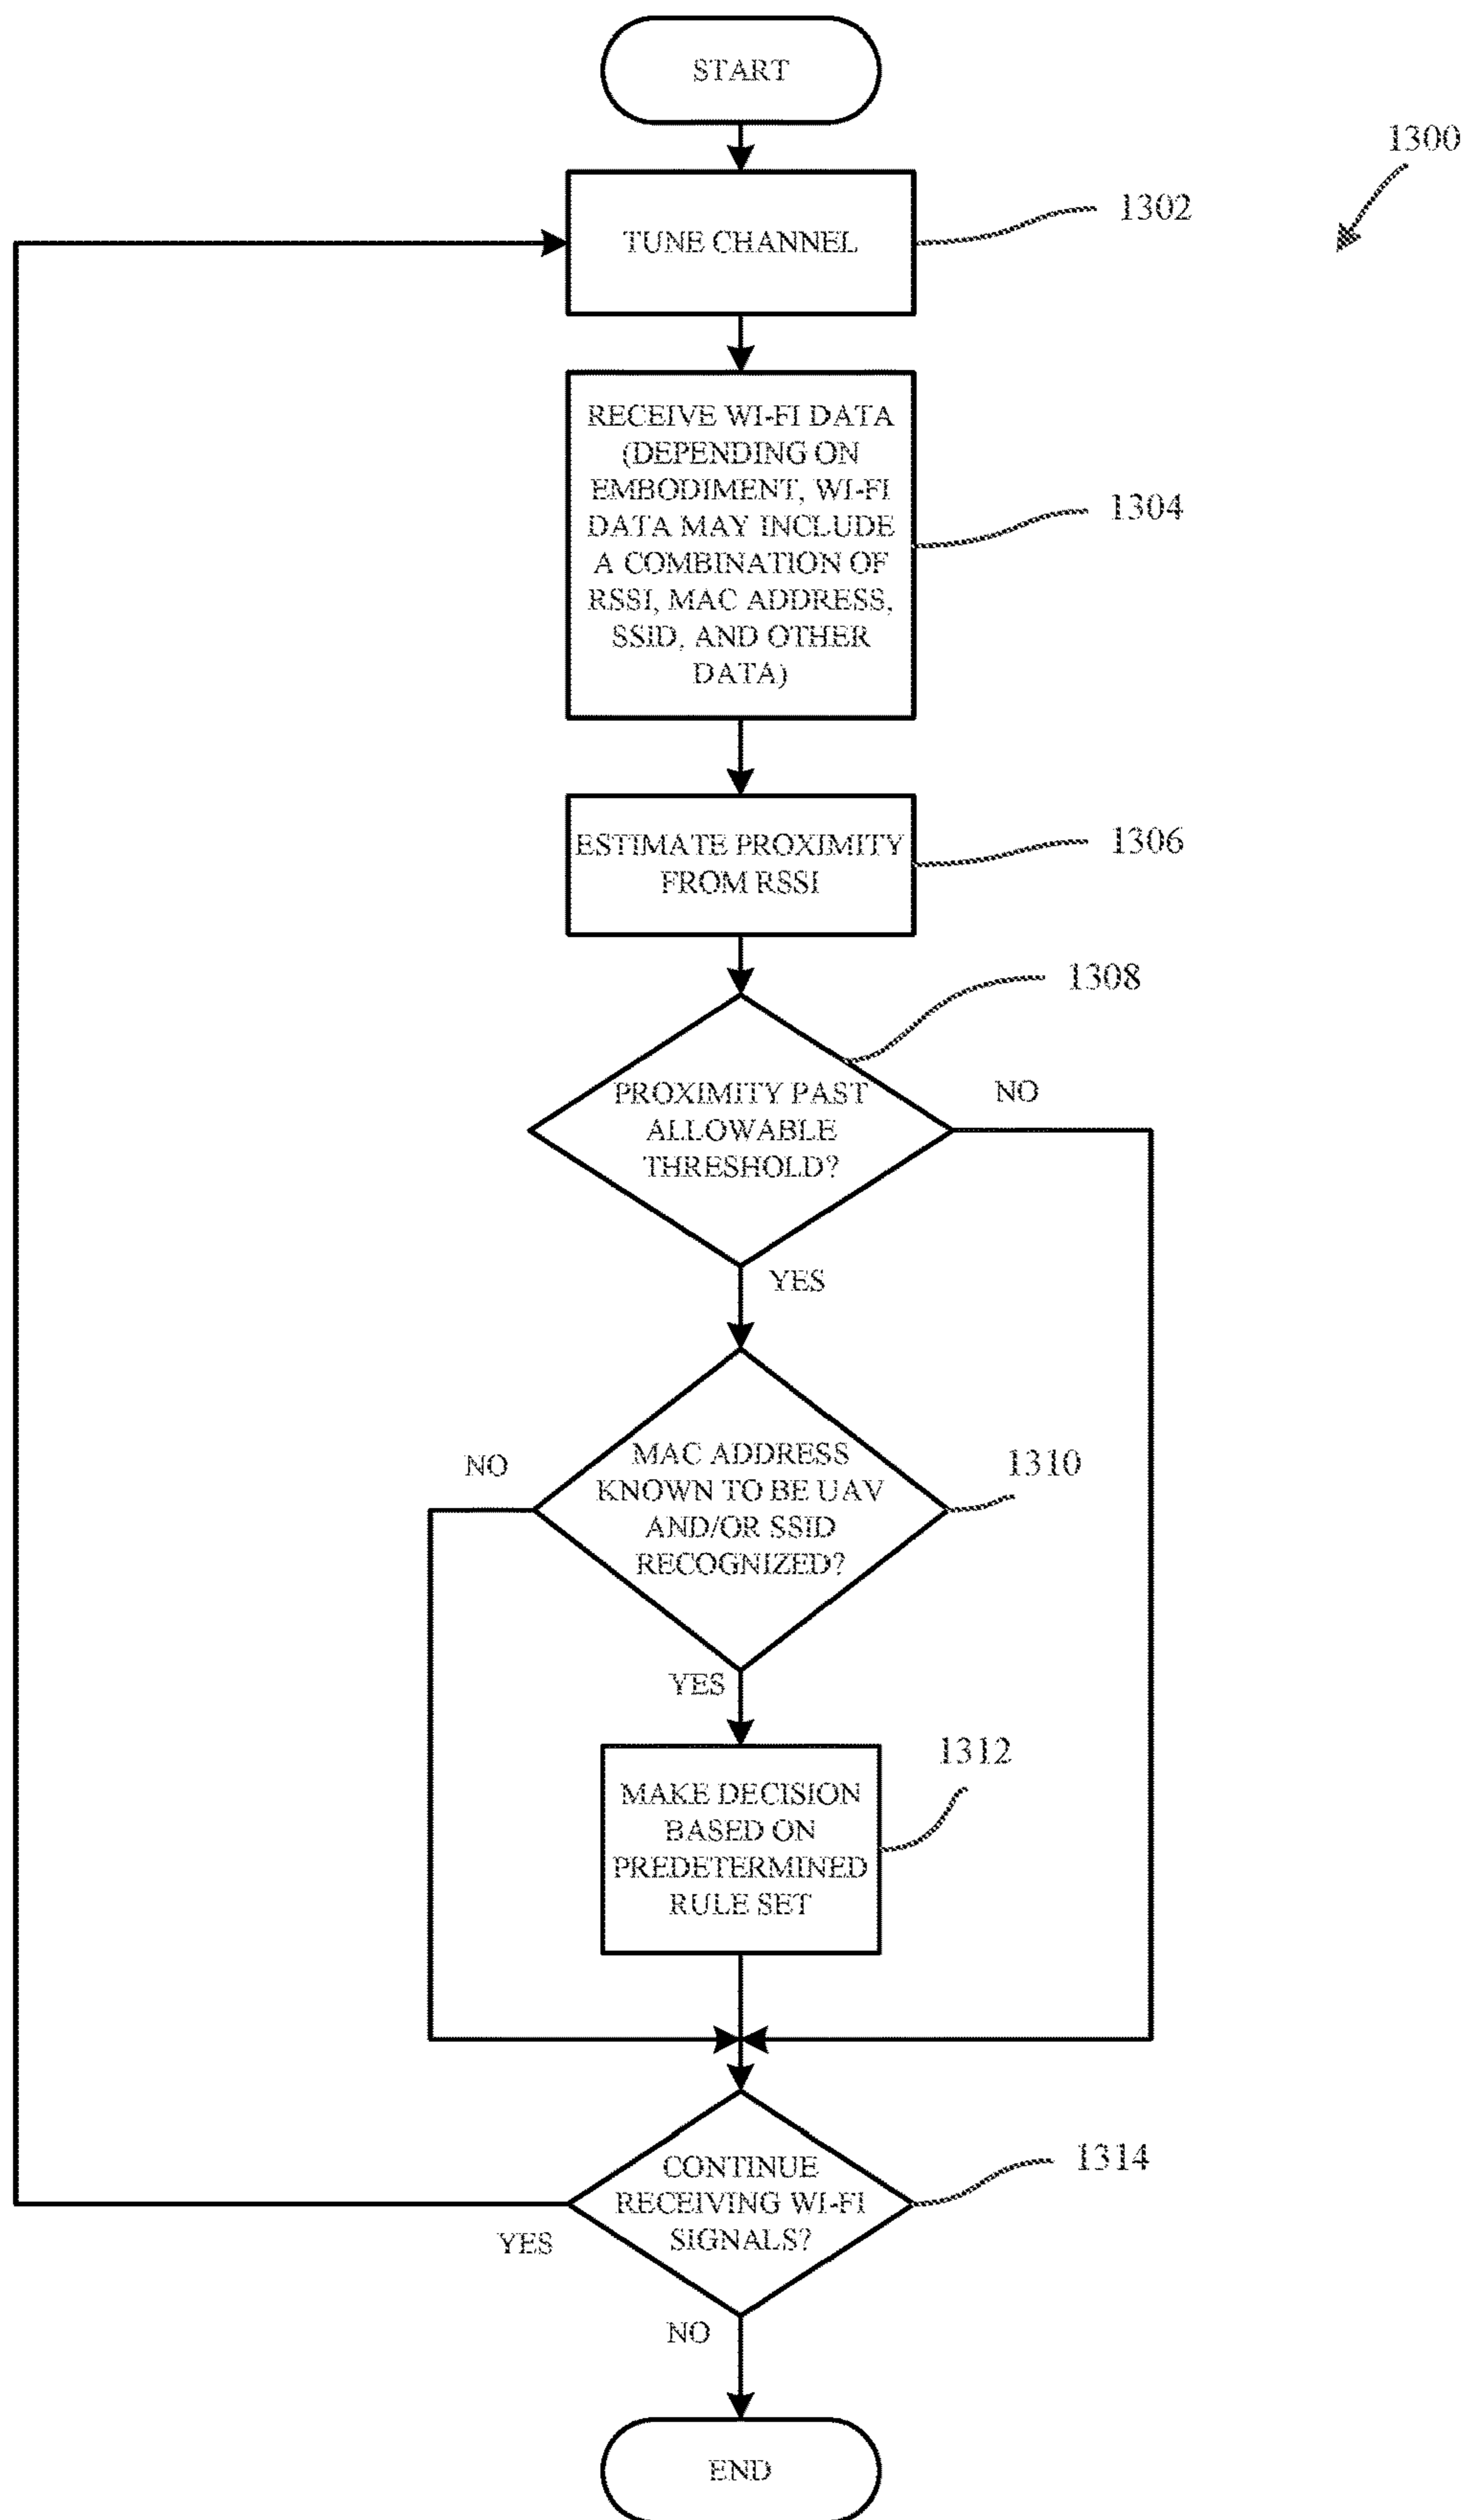 START
1300
1302
TUNE CHANNEL
RECEIVE WI-FI DATA
(DEPENDING ON
EMBODIMENT, WI-FI
DATA MAY INCLUDE
A COMBINATION OF
RSSI, MAC ADDRESS,
SSID, AND OTHER
DATA)
1304
ESTIMATE PROXIMITY
FROM RSSI
1306
1308
PROXIMITY PAST
ALLOWABLE
THRESHOLD?
NO
YES
MAC ADDRESS
KNOWN TO BE UAV
AND/OR SSID
RECOGNIZED?
NO
1310
YES
1312
MAKE DECISION
BASED ON
PREDETERMINED
RULE SET
CONTINUE
RECEIVING WI-FI
SIGNALS?
1314
YES
NO
END